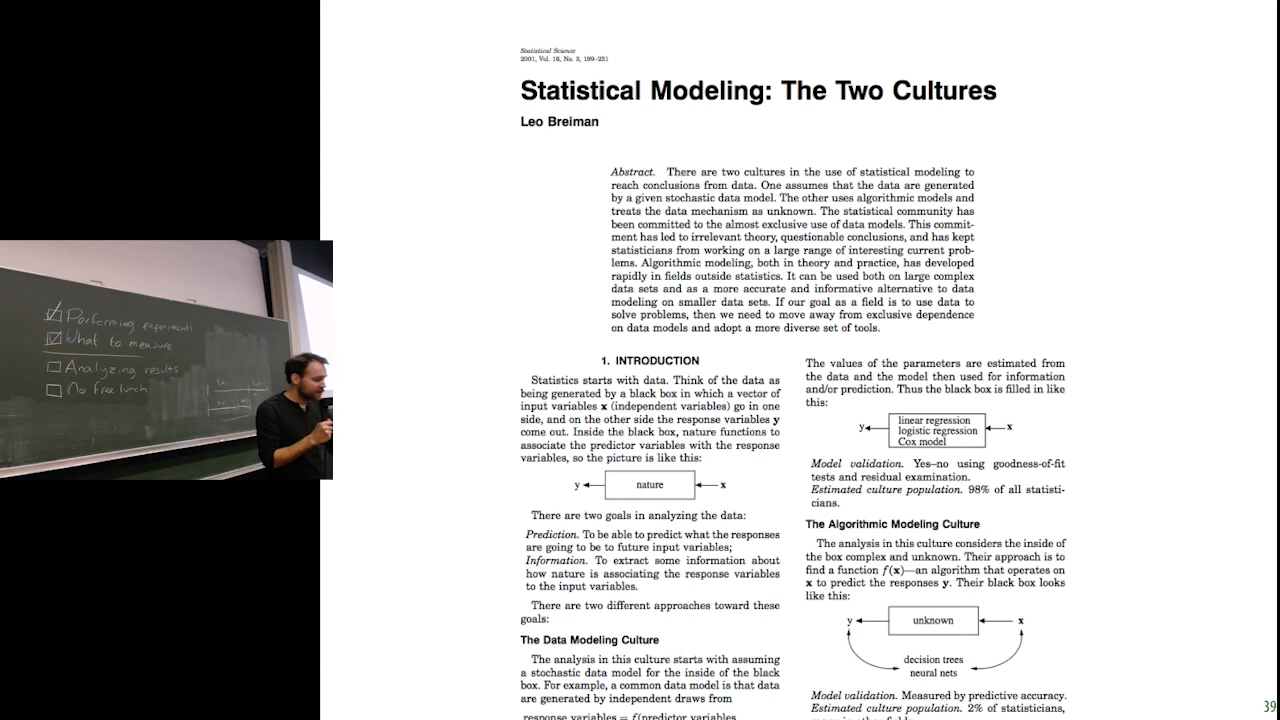 Performing experiments
What to measure
Analyzing results
No free lunch
Statistical Science
2001, Vol. 16, No. 3, 199–231
Statistical Modeling: The Two Cultures
Leo Breiman
Abstract. There are two cultures in the use of statistical modeling to
reach conclusions from data. One assumes that the data are generated
by a given stochastic data model. The other uses algorithmic models and
treats the data mechanism as unknown. The statistical community has
been committed to the almost exclusive use of data models. This commit-
ment has led to irrelevant theory, questionable conclusions, and has kept
statisticians from working on a large range of interesting current prob-
lems. Algorithmic modeling, both in theory and practice, has developed
rapidly in fields outside statistics. It can be used both on large complex
data sets and as a more accurate and informative alternative to data
modeling on smaller data sets. If our goal as a field is to use data to
solve problems, then we need to move away from exclusive dependence
on data models and adopt a more diverse set of tools.
1. INTRODUCTION
Statistics starts with data. Think of the data as
being generated by a black box in which a vector of
input variables x (independent variables) go in one
side, and on the other side the response variables y
come out. Inside the black box, nature functions to
associate the predictor variables with the response
variables, so the picture is like this:
y nature x
There are two goals in analyzing the data:
Prediction. To be able to predict what the responses
are going to be to future input variables;
Information. To extract some information about
how nature is associating the response variables
to the input variables.
There are two different approaches toward these
goals:
The Data Modeling Culture
The analysis in this culture starts with assuming
a stochastic data model for the inside of the black
box. For example, a common data model is that data
are generated by independent draws from
response variables = f(predictor variables,
The values of the parameters are estimated from
the data and the model then used for information
and/or prediction. Thus the black box is filled in like
this:
linear regression
y logistic regression x
Cox model
Model validation. Yes–no using goodness-of-fit
tests and residual examination.
Estimated culture population. 98% of all statisti-
cians.
The Algorithmic Modeling Culture
The analysis in this culture considers the inside of
the box complex and unknown. Their approach is to
find a function f(x)—an algorithm that operates on
x to predict the responses y. Their black box looks
like this:
y unknown x
decision trees
neural nets
Model validation. Measured by predictive accuracy.
Estimated culture population. 2% of statisticians,
39